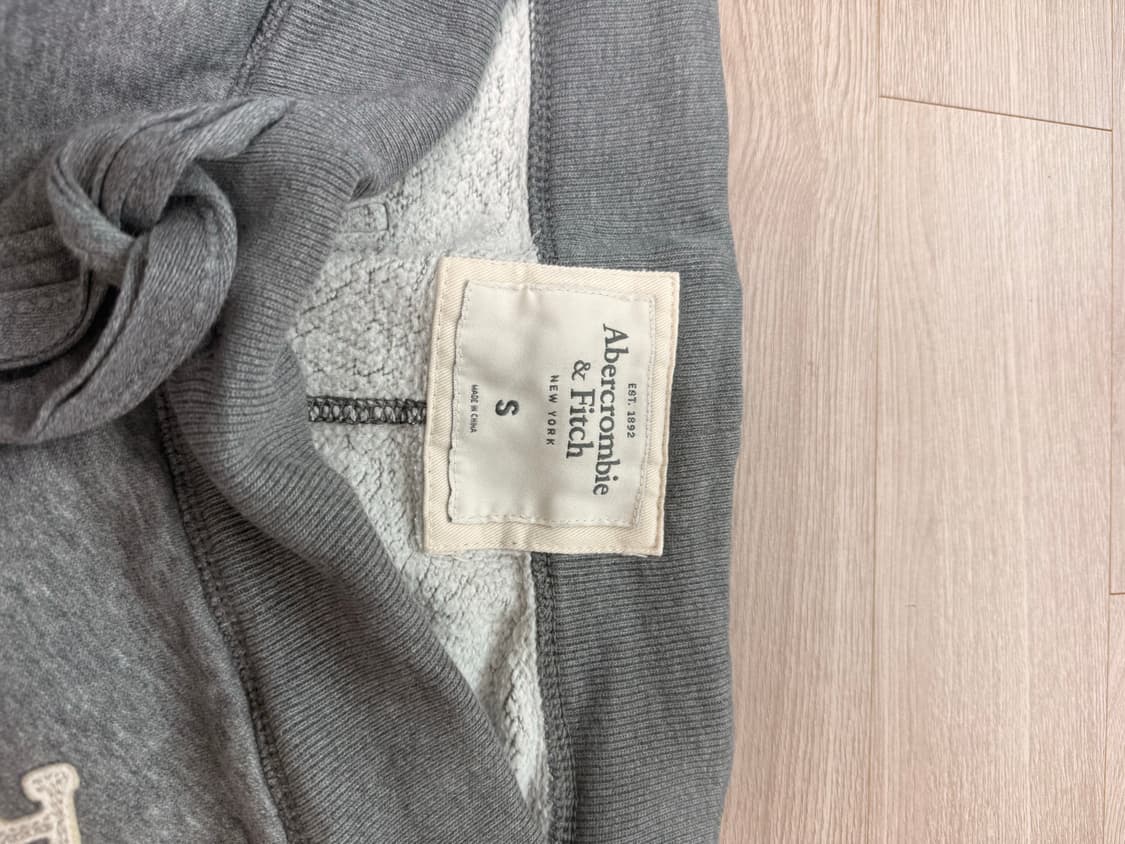 EST. 1892
Abercrombie
& Fitch
NEW YORK
S
MADE IN CHINA